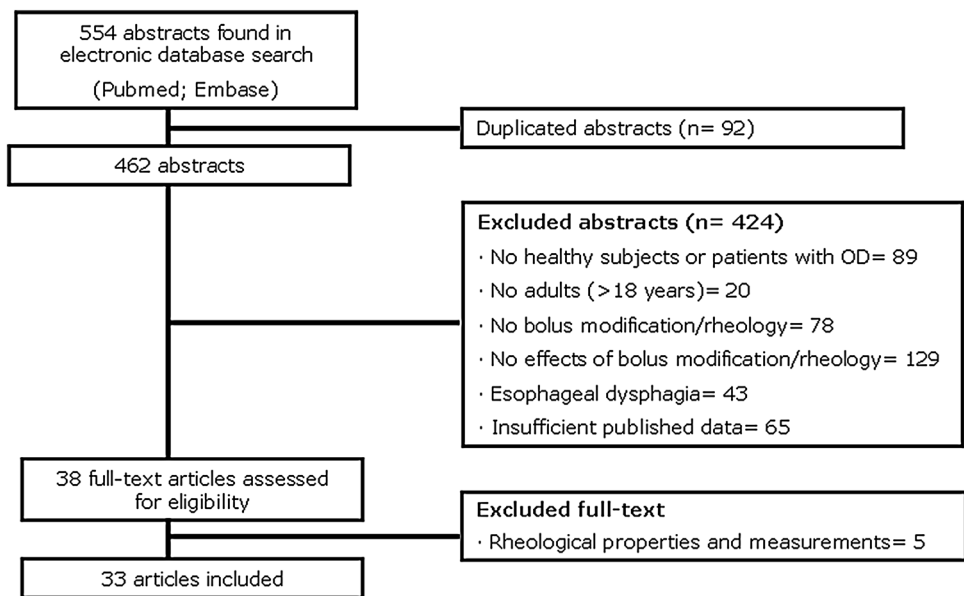 554 abstracts found in
electronic database search
(Pubmed; Embase)
Duplicated abstracts (n= 92)
462 abstracts
Excluded abstracts (n= 424)
· No healthy subjects or patients with OD= 89
· No adults (>18 years)= 20
· No bolus modification/rheology= 78
· No effects of bolus modification/rheology= 129
· Esophageal dysphagia= 43
· Insufficient published data= 65
38 full-text articles assessed
for eligibility
Excluded full-text
· Rheological properties and measurements= 5
33 articles included